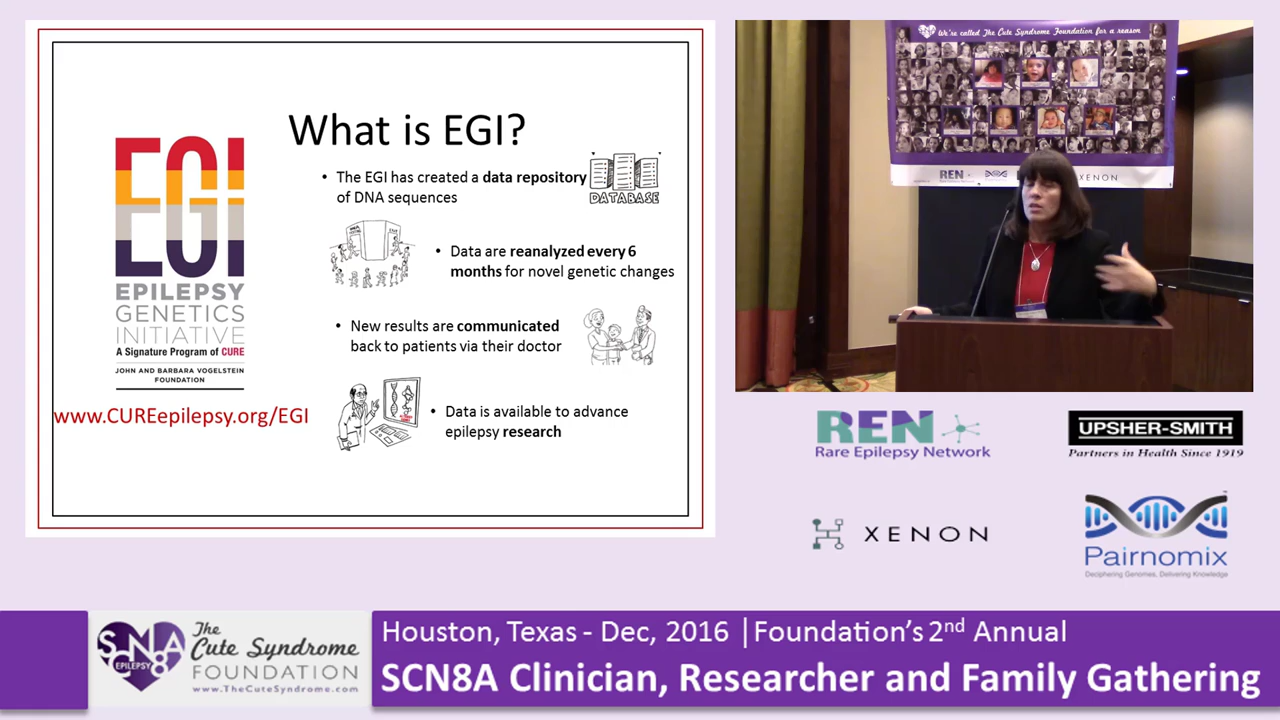 What is EGI?
• The EGI has created a data repository
of DNA sequences
DATABASE
• Data are reanalyzed every 6
months for novel genetic changes
• New results are communicated
back to patients via their doctor
• Data is available to advance
epilepsy research
EGI
EPILEPSY
GENETICS
INITIATIVE
A Signature Program of CURE
JOHN AND BARBARA VOGELSTEIN
FOUNDATION
www.CUREepilepsy.org/EGI
We're called The Cute Syndrome Foundation for a reason
REN
XENON
REN
Rare Epilepsy Network
UPSHER-SMITH
Partners in Health Since 1919
XENON
Pairnomix
Deciphering Genomes, Delivering Knowledge
SCN8A
EPILEPSY
The
Cute Syndrome
FOUNDATION
www.TheCuteSyndrome.com
Houston, Texas - Dec, 2016 | Foundation's 2nd Annual
SCN8A Clinician, Researcher and Family Gathering